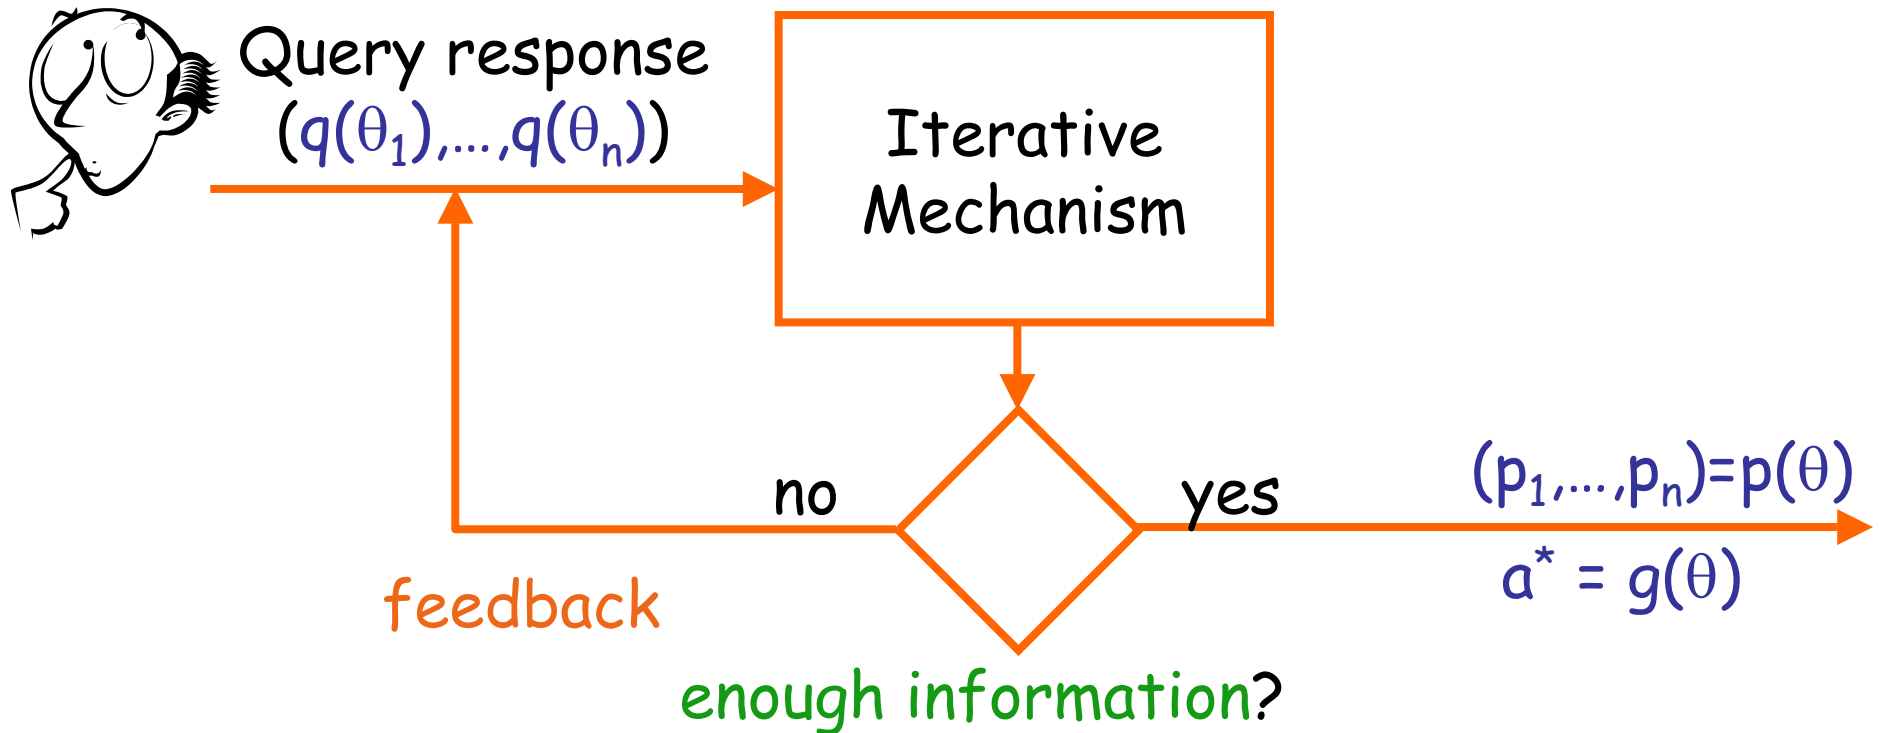 Query response
(q(θ₁),...,q(θₙ))
Iterative
Mechanism
no
yes
(p₁,...,pₙ)=p(θ)
a* = g(θ)
feedback
enough information?